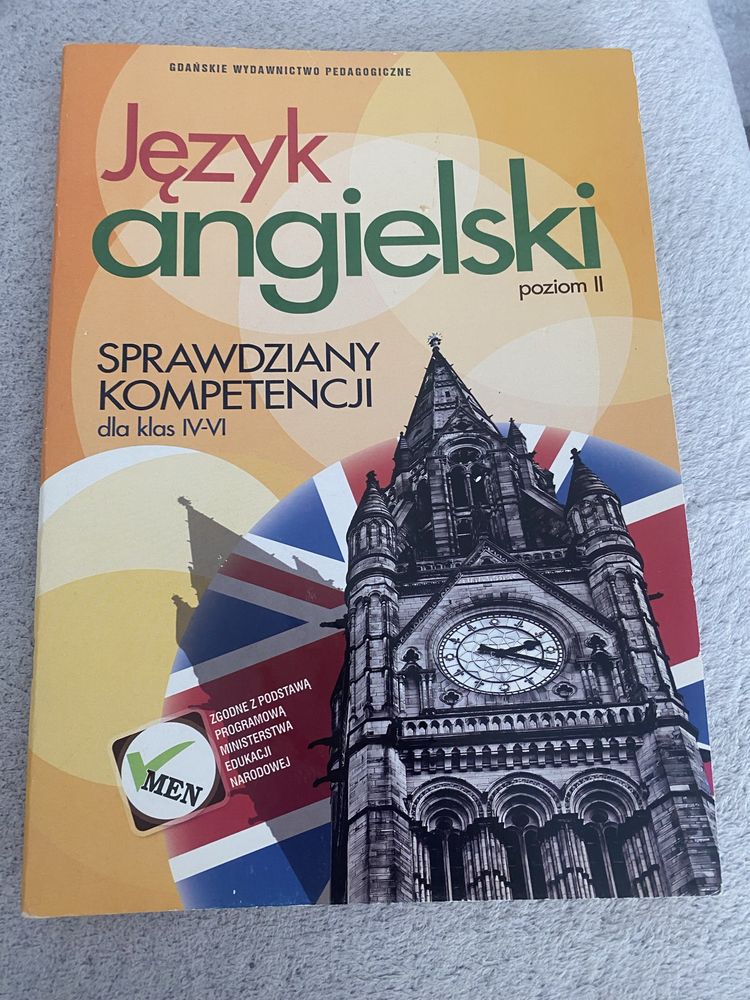 GDAŃSKIE WYDAWNICTWO PEDAGOGICZNE
Język
angielski
poziom II
SPRAWDZIANY
KOMPETENCJI
dla klas IV-VI
ZGODNE Z PODSTAWĄ
PROGRAMOWĄ
MINISTERSTWA
EDUKACJI
NARODOWEJ
MEN